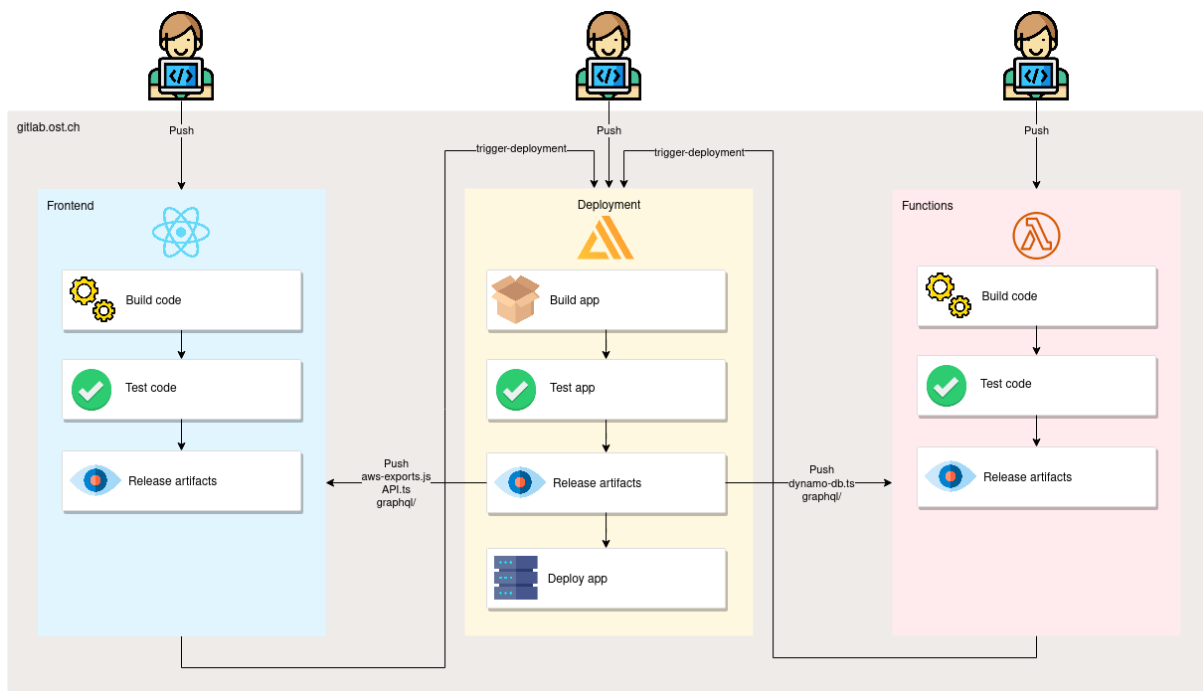 </>
</>
</>
gitlab.ost.ch
Push
Push
Push
trigger-deployment
trigger-deployment
Frontend
Deployment
Functions
Build code
Build app
Build code
Test code
Test app
Test code
Release artifacts
Push
aws-exports.js
API.ts
graphql/
Release artifacts
Push
dynamo-db.ts
graphql/
Release artifacts
Deploy app